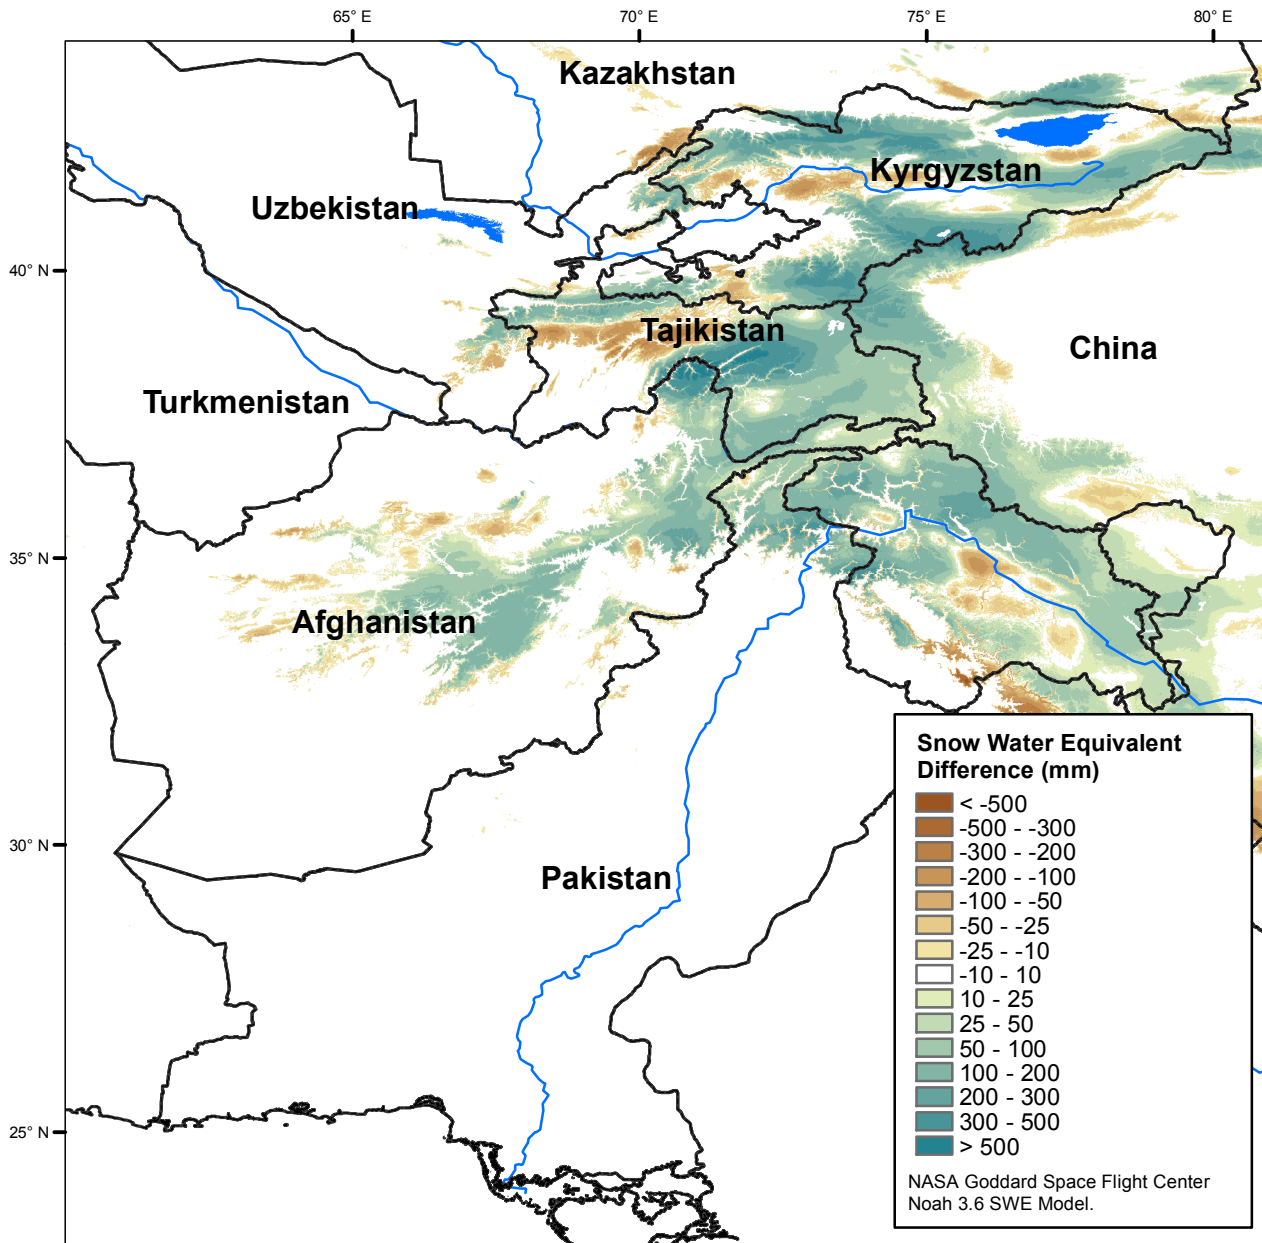 65° E
70° E
75° E
80° E
Kazakhstan
Kyrgyzstan
Uzbekistan
40° N
Tajikistan
China
Turkmenistan
35° N
Afghanistan
30° N
Pakistan
25° N
Snow Water Equivalent
Difference (mm)
< -500
-500 - -300
-300 - -200
-200 - -100
-100 - -50
-50 - -25
-25 - -10
-10 - 10
10 - 25
25 - 50
50 - 100
100 - 200
200 - 300
300 - 500
> 500
NASA Goddard Space Flight Center
Noah 3.6 SWE Model.